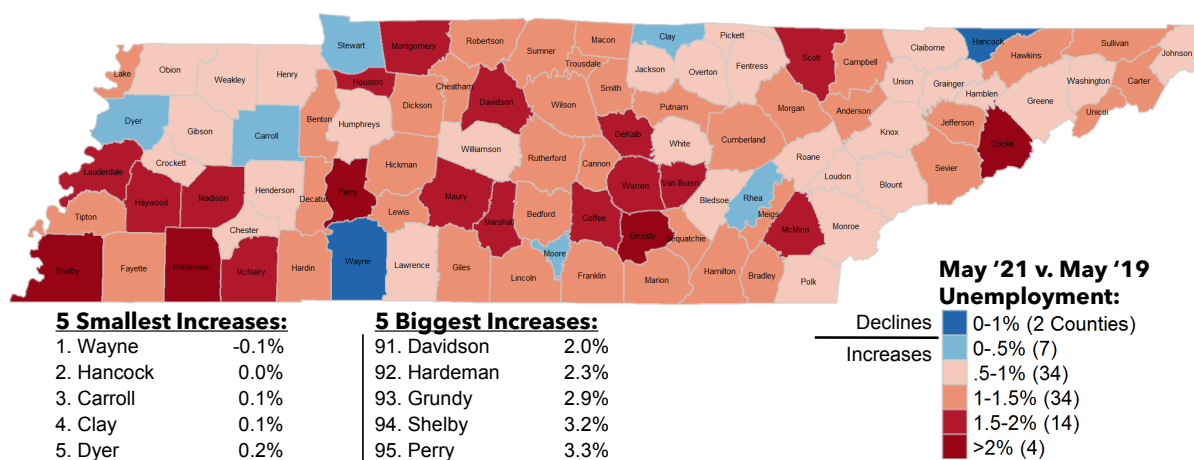 Pickett
Macon
Clay
Hancock
Stewart
Montgomery
Robertson
Sumner
Claiborne
Sullivan
Johnson
Obion
Weakley
Henry
Trousdale
Jackson
Overton
Fentress
Scott
Campbell
Hawkins
Lake
Houston
Cheatham
Smith
Union
Grainger
Hamblen
Washington
Carter
Dickson
Davidson
Wilson
Putnam
Morgan
Anderson
Greene
Unicoi
Dyer
Gibson
Carroll
Benton
Humphreys
DeKalb
White
Cumberland
Knox
Jefferson
Cocke
Crockett
Williamson
Rutherford
Cannon
Roane
Sevier
Lauderdale
Haywood
Madison
Henderson
Decatur
Perry
Hickman
Maury
Warren
Van Buren
Bledsoe
Rhea
Loudon
Blount
Tipton
Chester
Lewis
Marshall
Bedford
Coffee
Grundy
Sequatchie
Meigs
McMinn
Monroe
Shelby
Fayette
Hardeman
McNairy
Hardin
Wayne
Lawrence
Giles
Lincoln
Moore
Franklin
Marion
Hamilton
Bradley
Polk
5 Smallest Increases:
1. Wayne -0.1%
2. Hancock 0.0%
3. Carroll 0.1%
4. Clay 0.1%
5. Dyer 0.2%
5 Biggest Increases:
91. Davidson 2.0%
92. Hardeman 2.3%
93. Grundy 2.9%
94. Shelby 3.2%
95. Perry 3.3%
May ‘21 v. May ‘19
Unemployment:
Declines
Increases
0-1% (2 Counties)
0-.5% (7)
.5-1% (34)
1-1.5% (34)
1.5-2% (14)
>2% (4)